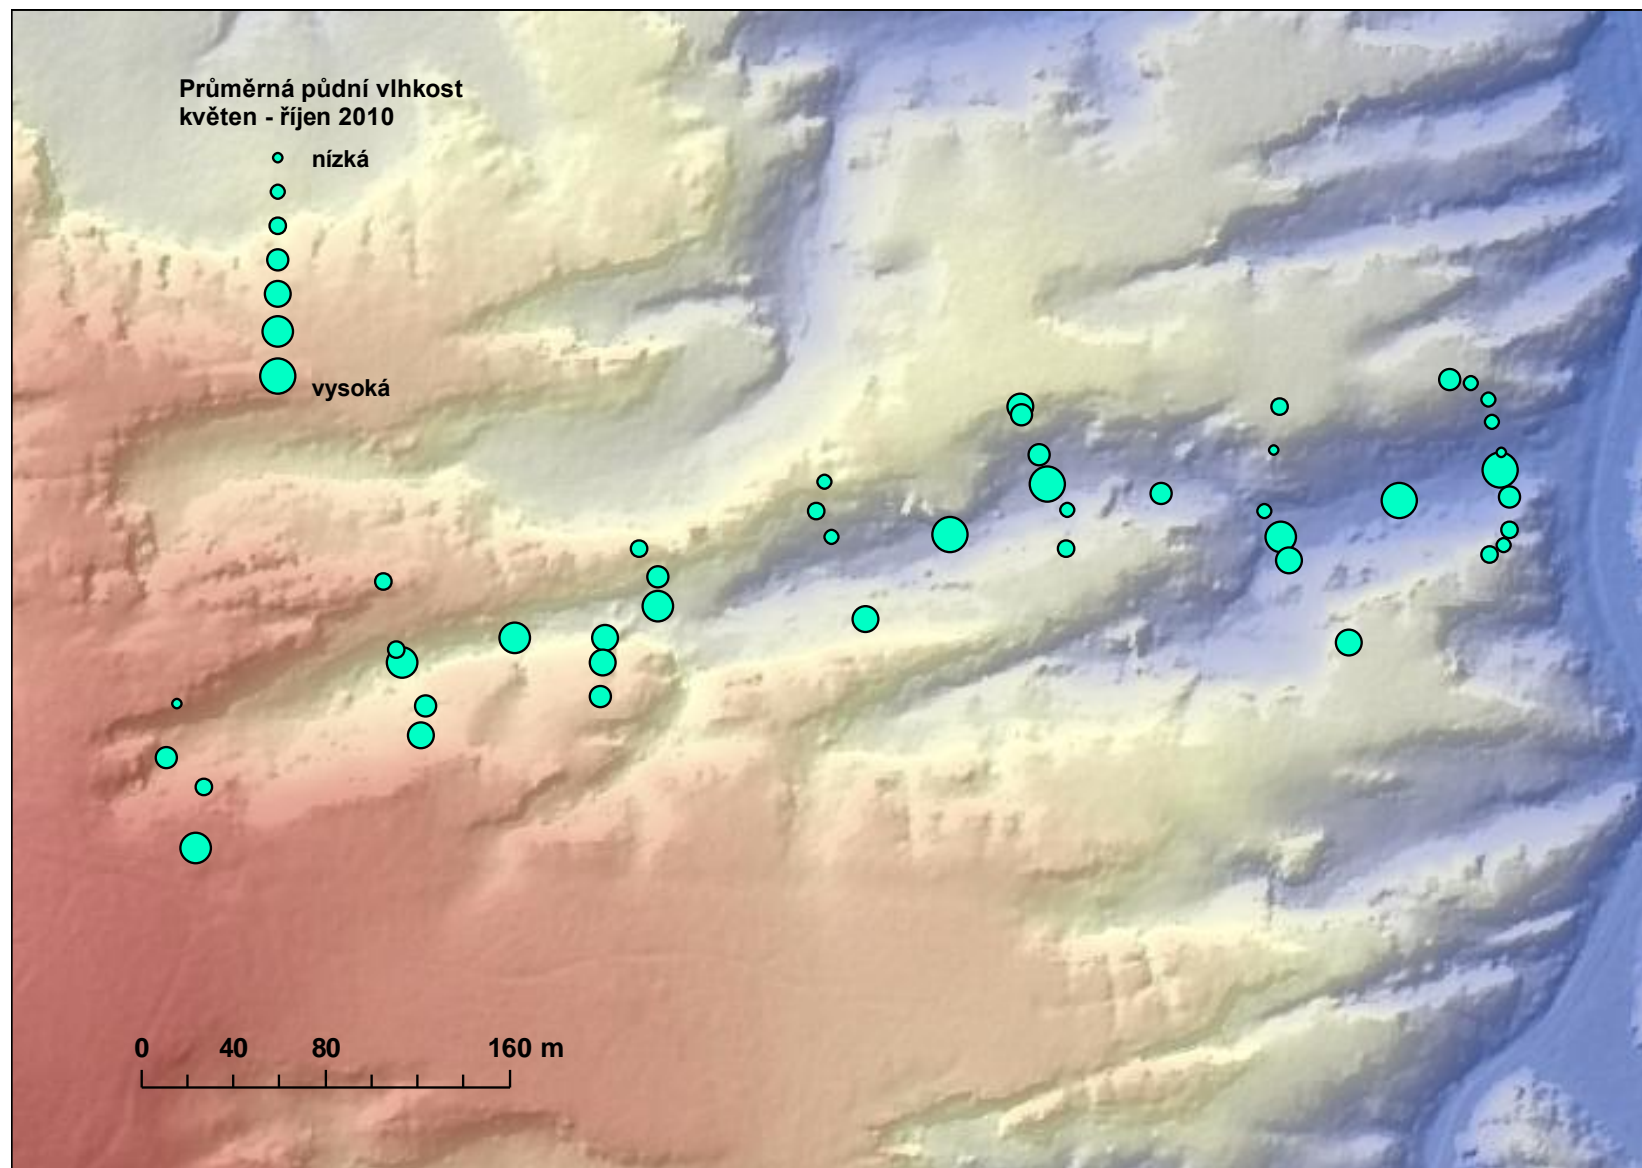 Průměrná půdní vlhkost
květen - říjen 2010
nízká
vysoká
0 40 80 160 m